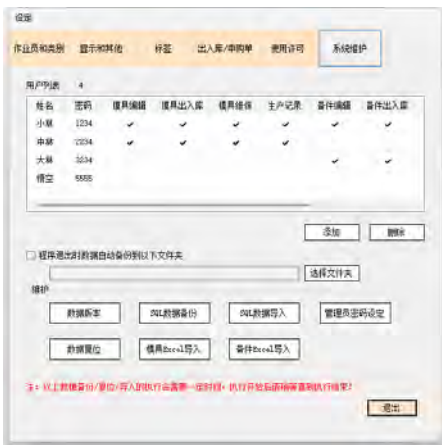 设定
作业员和类别 显示和其他 标签 出入库/申购单 使用许可 系统维护
用户列表 4
姓名 密码 模具编辑 模具出入库 模具维保 生产记录 备件编辑 备件出入库
小林 1234 ✓ ✓ ✓ ✓ ✓ ✓
中林 2234 ✓ ✓ ✓ ✓
大林 3234 ✓ ✓
悟空 5555
添加 删除
程序退出时数据自动备份到以下文件夹
选择文件夹
维护
数据版本 SQL数据备份 SQL数据导入 管理员密码设定
数据复位 模具Excel导入 备件Excel导入
注：以上数据备份/复位/导入的执行会需要一定时间，执行开始后请稍等直到执行结束！
退出